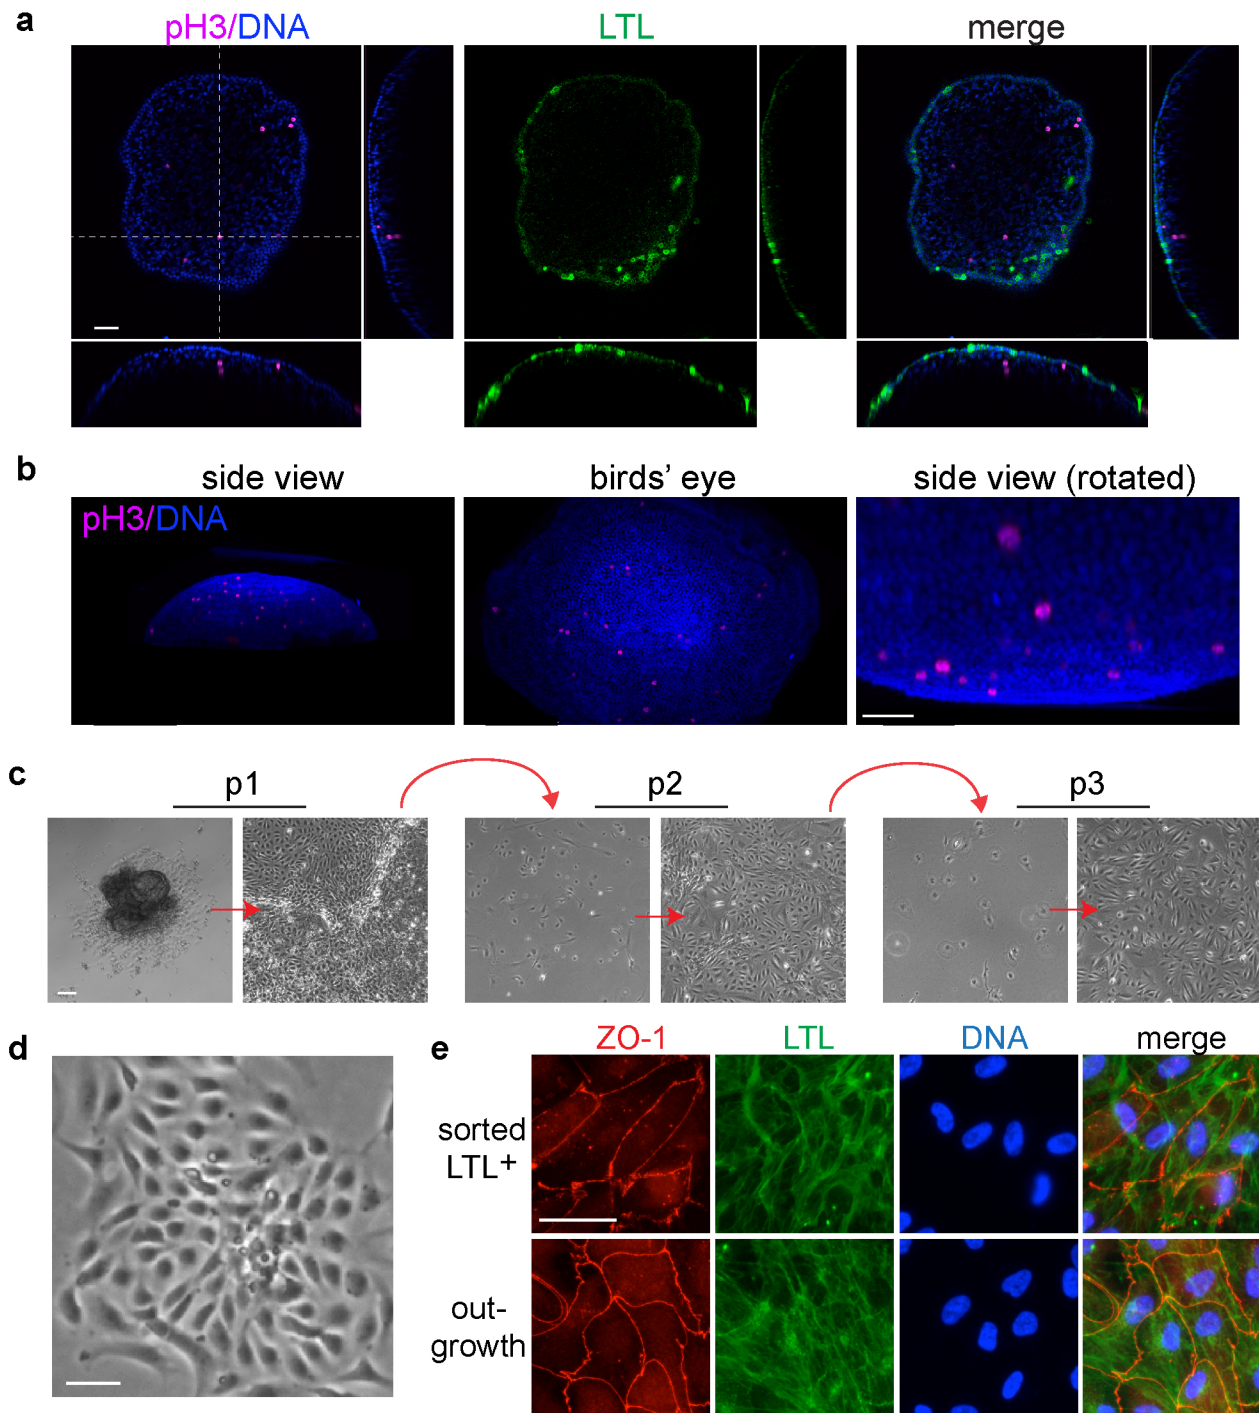 a
pH3/DNA
LTL
merge
b
side view
birds' eye
side view (rotated)
pH3/DNA
c
p1
p2
p3
d
e
ZO-1
LTL
DNA
merge
sorted
LTL+
out-
growth